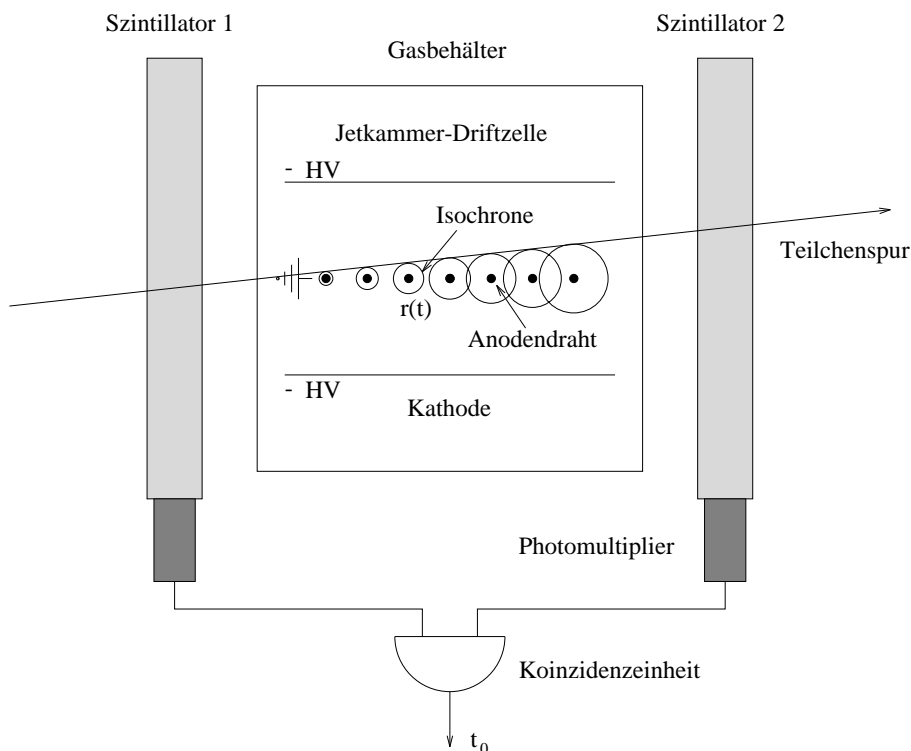 Szintillator 1
Szintillator 2
Gasbehälter
Jetkammer-Driftzelle
- HV
Isochrone
Teilchenspur
r(t)
Anodendraht
- HV
Kathode
Photomultiplier
Koinzidenzeinheit
t0